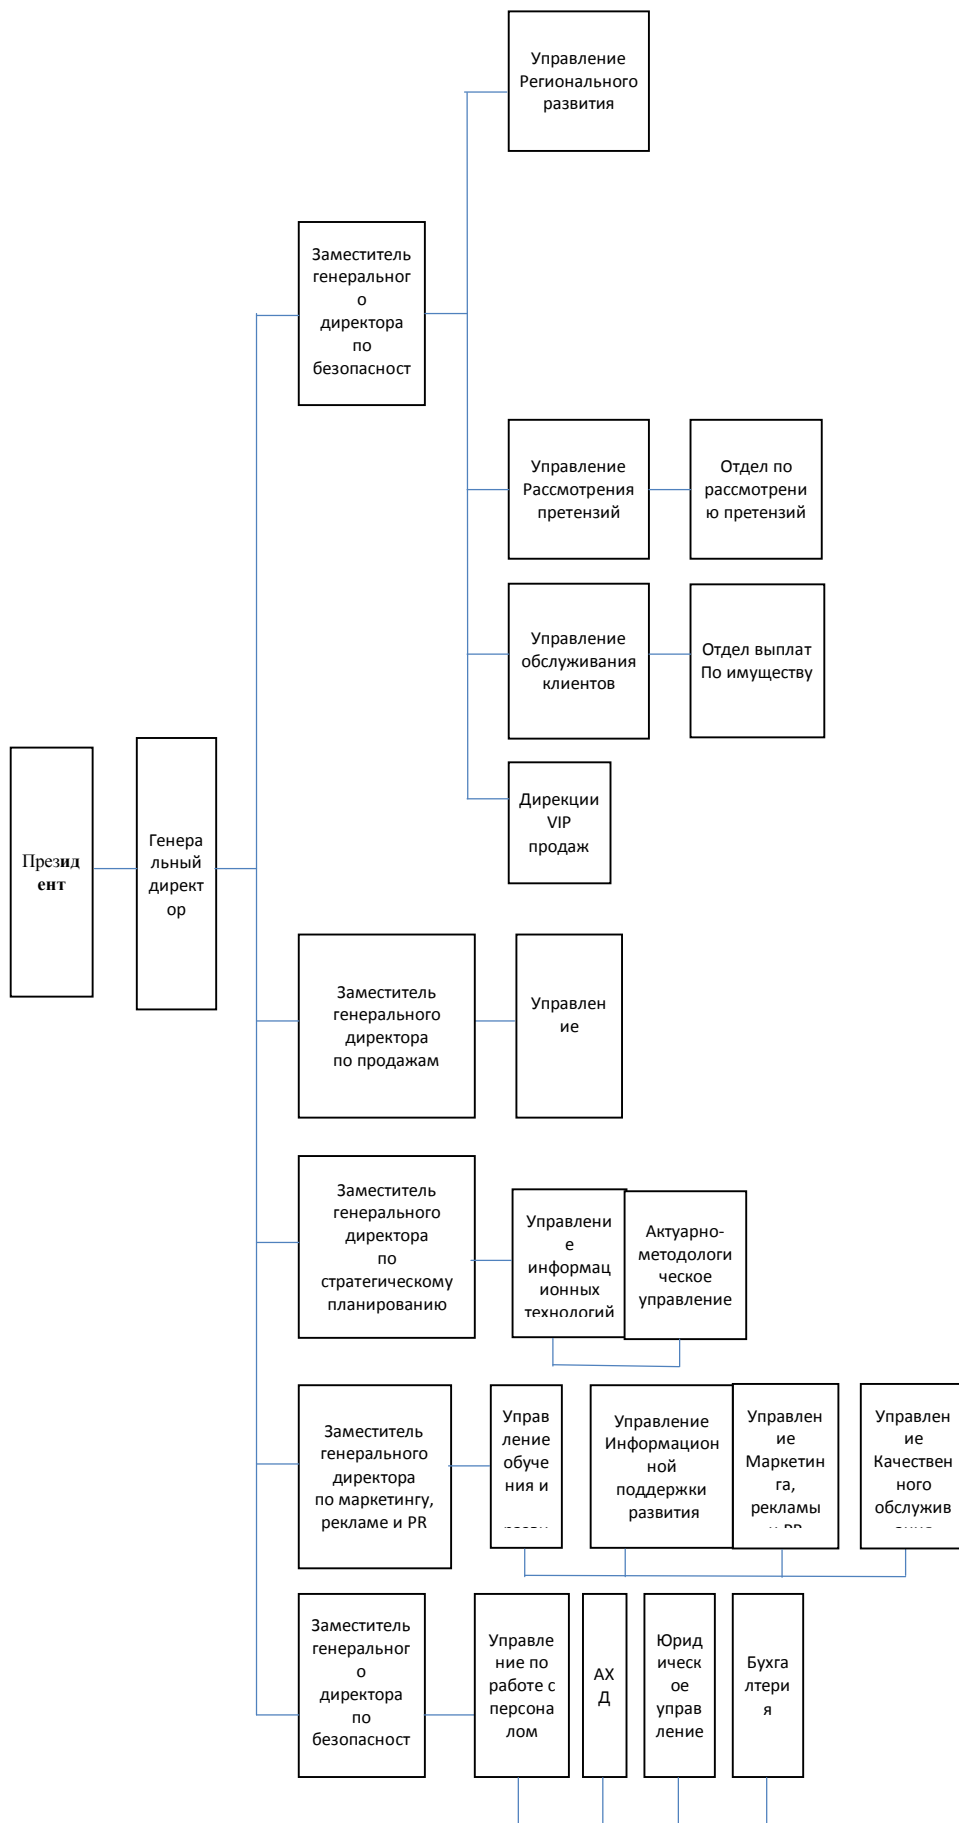 Управление
Регионального
развития
Заместитель
генеральног
о
директора
по
безопасност
Управление
Рассмотрения
претензий
Отдел по
рассмотрени
ю претензий
Управление
обслуживания
клиентов
Отдел выплат
По имуществу
Дирекции
VIP
продаж
Президент
ент
Генера
льный
директ
ор
Заместитель
генерального
директора
по продажам
Управлен
ие
Заместитель
генерального
директора
по
стратегическому
планированию
Управлени
е
информац
ионных
технологий
Актуарно-
методологи
ческое
управление
Заместитель
генерального
директора
по маркетингу,
рекламе и PR
Управ
ление
обуче
ния и
Управление
Информацион
ной
поддержки
развития
Управлен
ие
Маркетин
га,
рекламы
и PR
Управлен
ие
Качествен
ного
обслужив
Заместитель
генеральног
о
директора
по
безопасност
Управле
ние по
работе с
персона
лом
АХ
Д
Юрид
ическ
ое
управ
ление
Бухга
лтери
я